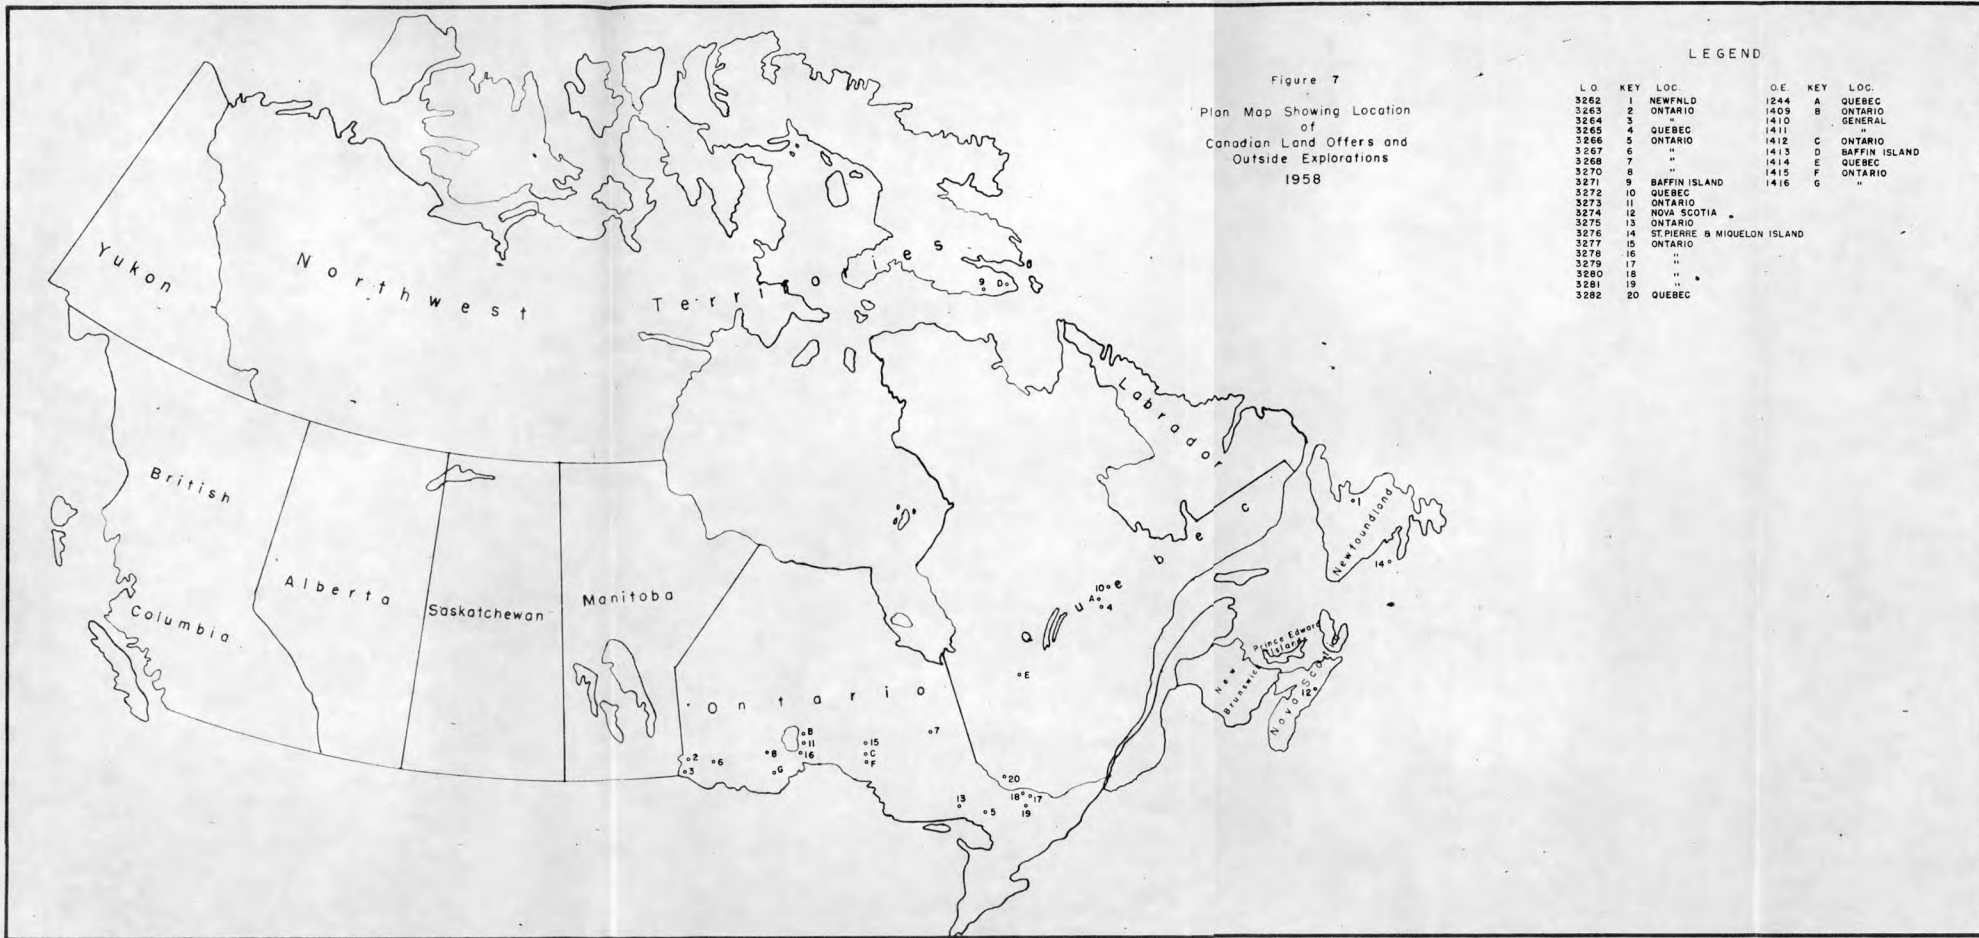 Figure 7
Plan Map Showing Location
of
Canadian Land Offers and
Outside Explorations
1958
LEGEND
L.O. KEY LOC. O.E. KEY LOC.
3262 1 NEWFNLD 1244 A QUEBEC
3263 2 ONTARIO 1409 B ONTARIO
3264 3 " 1410 GENERAL
3265 4 QUEBEC 1411 "
3266 5 ONTARIO 1412 C ONTARIO
3267 6 " 1413 D BAFFIN ISLAND
3268 7 " 1414 E QUEBEC
3270 8 " 1415 F ONTARIO
3271 9 BAFFIN ISLAND 1416 G "
3272 10 QUEBEC
3273 11 ONTARIO
3274 12 NOVA SCOTIA
3275 13 ONTARIO
3276 14 ST. PIERRE & MIQUELON ISLAND
3277 15 ONTARIO
3278 16 "
3279 17 "
3280 18 "
3281 19 "
3282 20 QUEBEC
Yukon
Northwest Territories
9 D
Labrador
British
Columbia
Alberta
Saskatchewan
Manitoba
Ontario
Quebec
Newfoundland
1
14
10
A
4
E
Prince Edward
Island
New
Brunswick
Nova Scotia
12
B
11
8 16
15
C
F
7
2
3
6
G
20
18 17
19
13
5